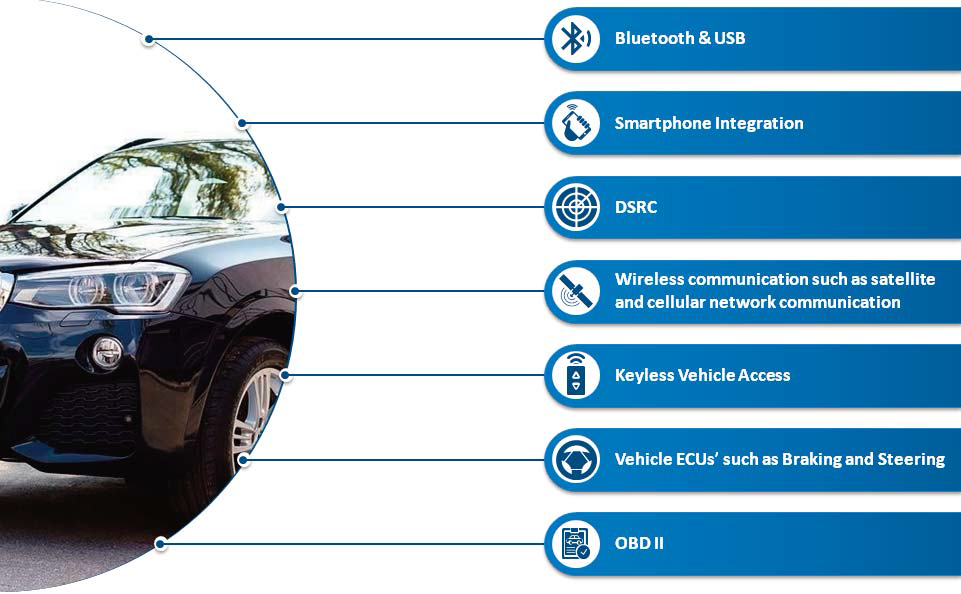 Bluetooth & USB
Smartphone Integration
DSRC
Wireless communication such as satellite
and cellular network communication
Keyless Vehicle Access
Vehicle ECUs’ such as Braking and Steering
OBD II